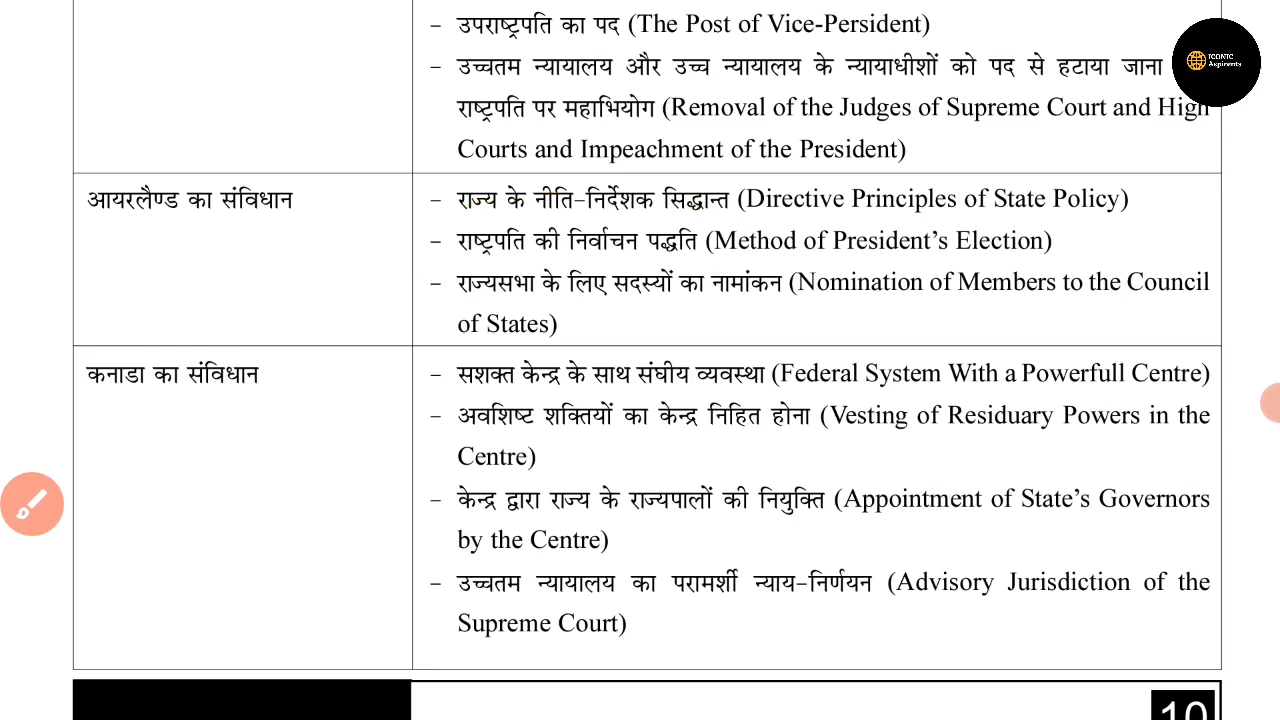 – उपराष्ट्रपति का पद (The Post of Vice-Persident)
– उच्चतम न्यायालय और उच्च न्यायालय के न्यायाधीशों को पद से हटाया जाना
राष्ट्रपति पर महाभियोग (Removal of the Judges of Supreme Court and High
Courts and Impeachment of the President)
ICONIC
Aspirents
आयरलैण्ड का संविधान
– राज्य के नीति-निर्देशक सिद्धान्त (Directive Principles of State Policy)
– राष्ट्रपति की निर्वाचन पद्धति (Method of President’s Election)
– राज्यसभा के लिए सदस्यों का नामांकन (Nomination of Members to the Council
of States)
कनाडा का संविधान
– सशक्त केन्द्र के साथ संघीय व्यवस्था (Federal System With a Powerfull Centre)
– अवशिष्ट शक्तियों का केन्द्र निहित होना (Vesting of Residuary Powers in the
Centre)
– केन्द्र द्वारा राज्य के राज्यपालों की नियुक्ति (Appointment of State’s Governors
by the Centre)
– उच्चतम न्यायालय का परामर्शी न्याय-निर्णयन (Advisory Jurisdiction of the
Supreme Court)
10